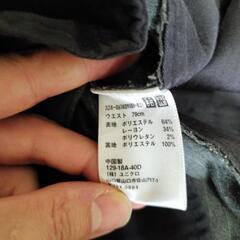 ウエスト 79cm
表地 ポリエステル 64%
レーヨン 34%
ポリウレタン 2%
裏地 ポリエステル 100%
中国製
129-18A-40D
(株) ユニクロ